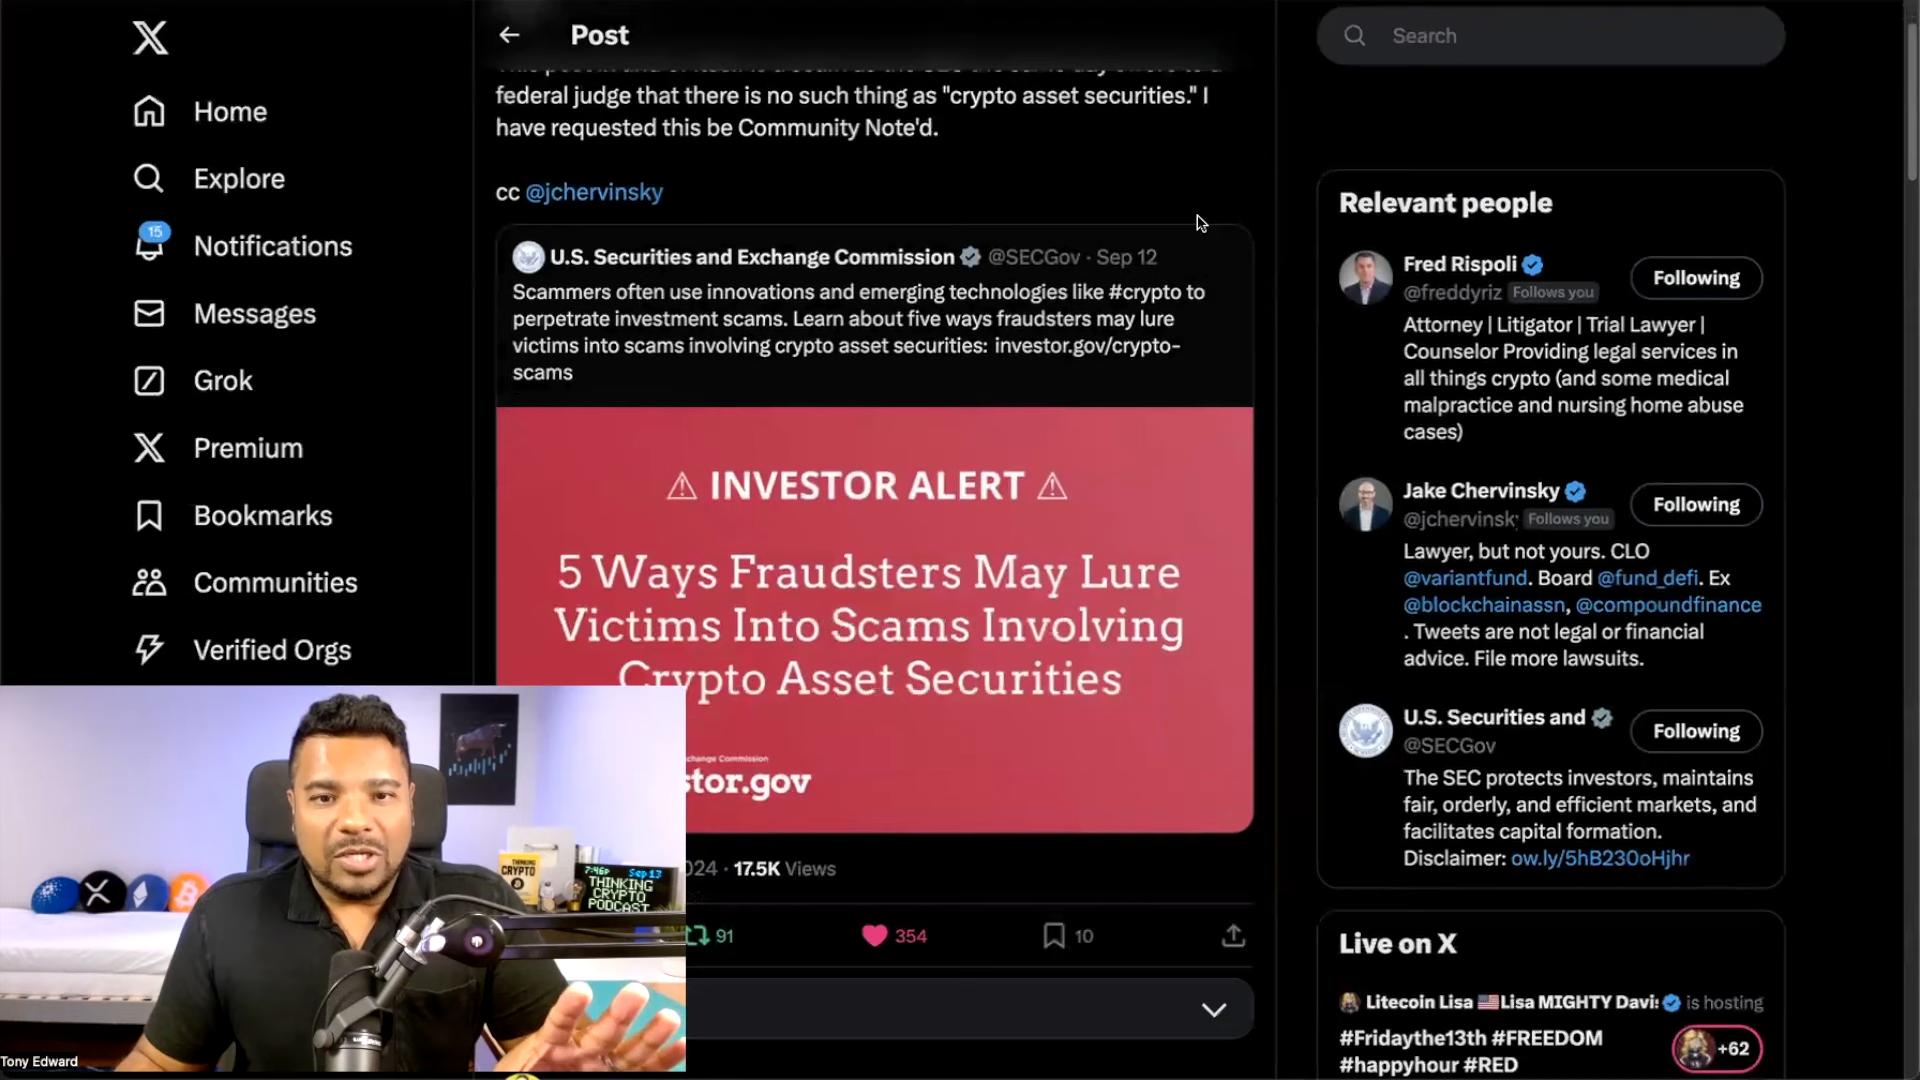 Post
Search
federal judge that there is no such thing as "crypto asset securities." I
have requested this be Community Note'd.
cc @jchervinsky
Home
Explore
15
Notifications
Messages
Grok
Premium
Bookmarks
Communities
Verified Orgs
U.S. Securities and Exchange Commission @SECGov · Sep 12
Scammers often use innovations and emerging technologies like #crypto to
perpetrate investment scams. Learn about five ways fraudsters may lure
victims into scams involving crypto asset securities: investor.gov/crypto-
scams
⚠ INVESTOR ALERT ⚠
5 Ways Fraudsters May Lure
Victims Into Scams Involving
Crypto Asset Securities
change Commission
stor.gov
024 · 17.5K Views
91
354
10
Relevant people
Fred Rispoli
Following
@freddyriz Follows you
Attorney | Litigator | Trial Lawyer |
Counselor Providing legal services in
all things crypto (and some medical
malpractice and nursing home abuse
cases)
Jake Chervinsky
Following
@jchervinsk Follows you
Lawyer, but not yours. CLO
@variantfund. Board @fund_defi. Ex
@blockchainassn, @compoundfinance
. Tweets are not legal or financial
advice. File more lawsuits.
U.S. Securities and
Following
@SECGov
The SEC protects investors, maintains
fair, orderly, and efficient markets, and
facilitates capital formation.
Disclaimer: ow.ly/5hB230oHjhr
Live on X
Litecoin Lisa 🇺🇸Lisa MIGHTY Davi is hosting
#Fridaythe13th #FREEDOM
#happyhour #RED
+62
THINKING
CRYPTO
7:46P Sep 13
THINKING
CRYPTO
PODCAST
Tony Edward